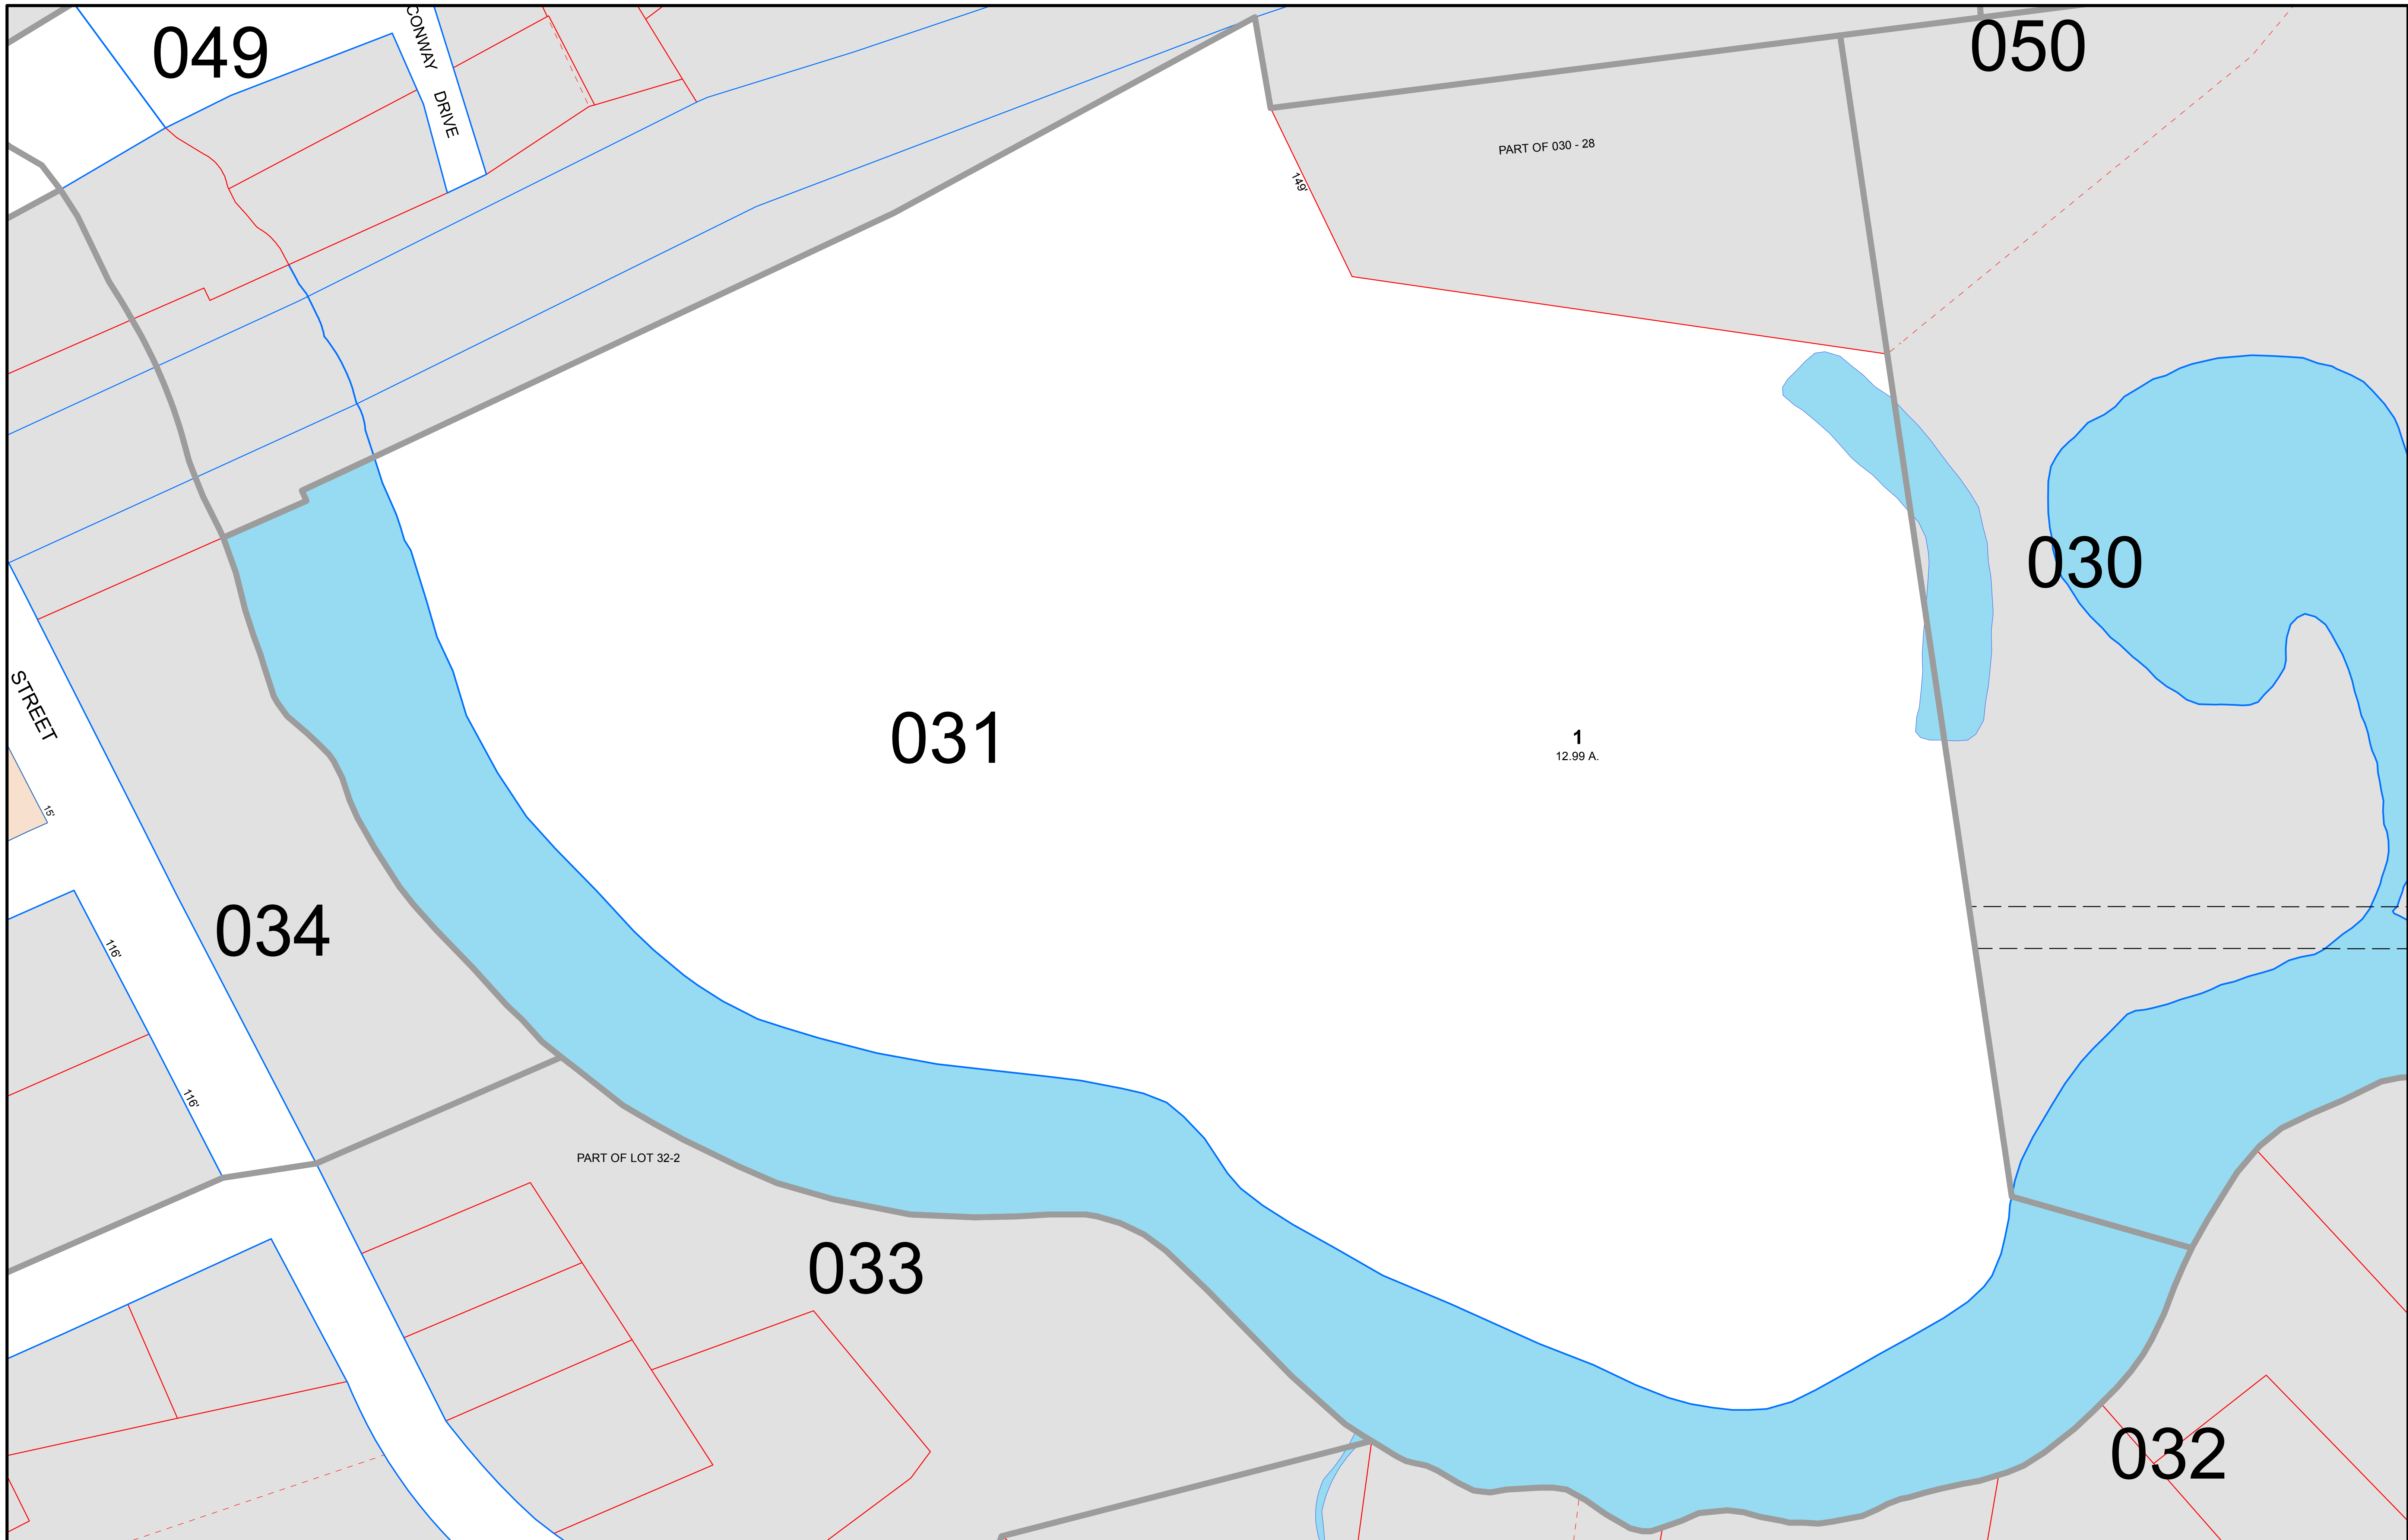 049
CONWAY DRIVE
050
PART OF 030 - 28
149'
030
STREET
031
1
12.99 A.
15'
034
116'
116'
PART OF LOT 32-2
033
032